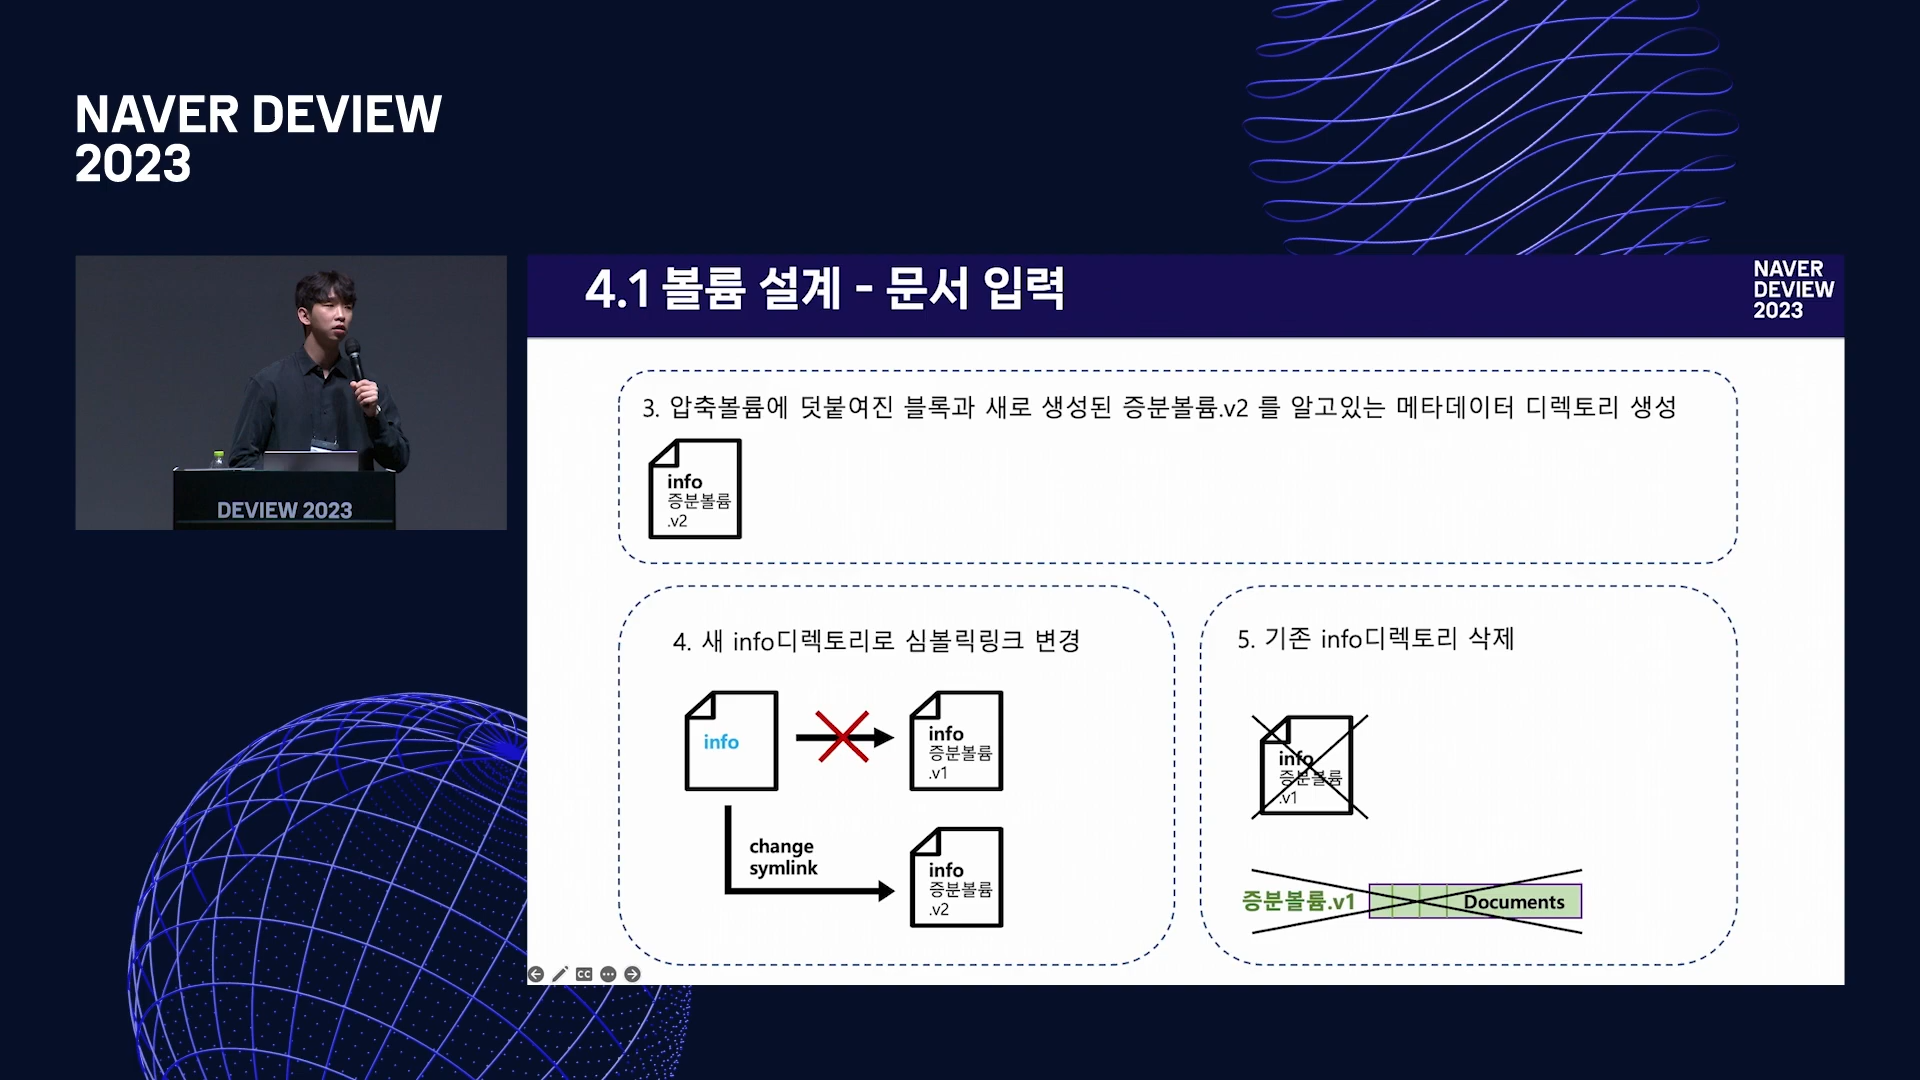 NAVER DEVIEW
2023
DEVIEW 2023
4.1 볼륨 설계 - 문서 입력
NAVER
DEVIEW
2023
3. 압축볼륨에 덧붙여진 블록과 새로 생성된 증분볼륨.v2 를 알고있는 메타데이터 디렉토리 생성
info
증분볼륨
.v2
4. 새 info디렉토리로 심볼릭링크 변경
info
info
증분볼륨
.v1
change
symlink
info
증분볼륨
.v2
5. 기존 info디렉토리 삭제
info
증분볼륨
.v1
증분볼륨.v1
Documents
CC